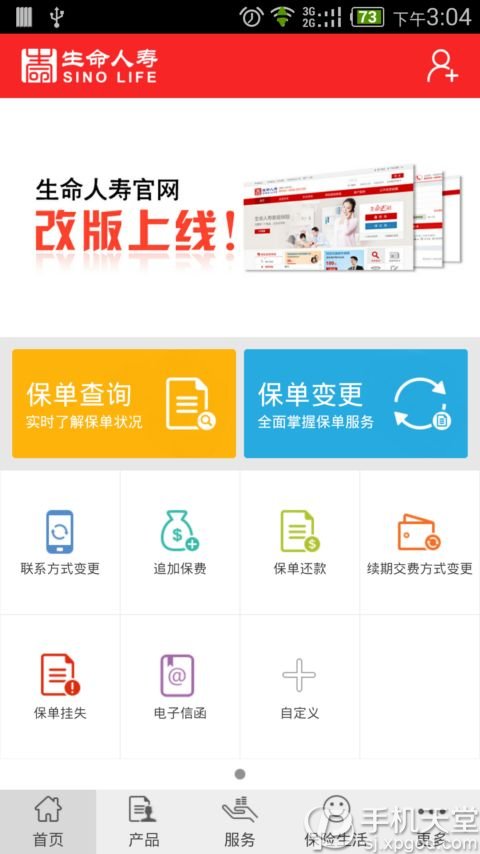 3G
2G
73
下午3:04
生命人寿
SINO LIFE
生命人寿官网
改版上线!
保单查询
实时了解保单状况
保单变更
全面掌握保单服务
联系方式变更
追加保费
保单还款
续期交费方式变更
保单挂失
电子信函
自定义
首页
产品
服务
保险生活
更多
手机天堂
sj.xpgod.com